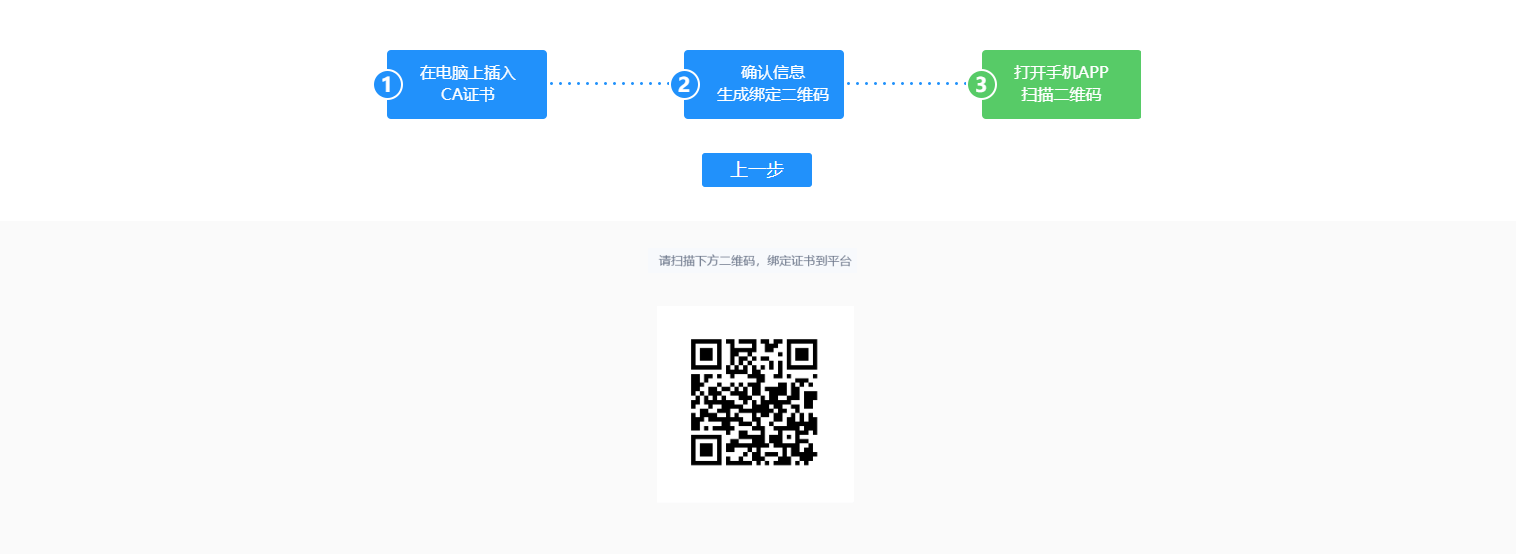 1
在电脑上插入
CA证书
2
确认信息
生成绑定二维码
3
打开手机APP
扫描二维码
上一步
请扫描下方二维码，绑定证书到平台